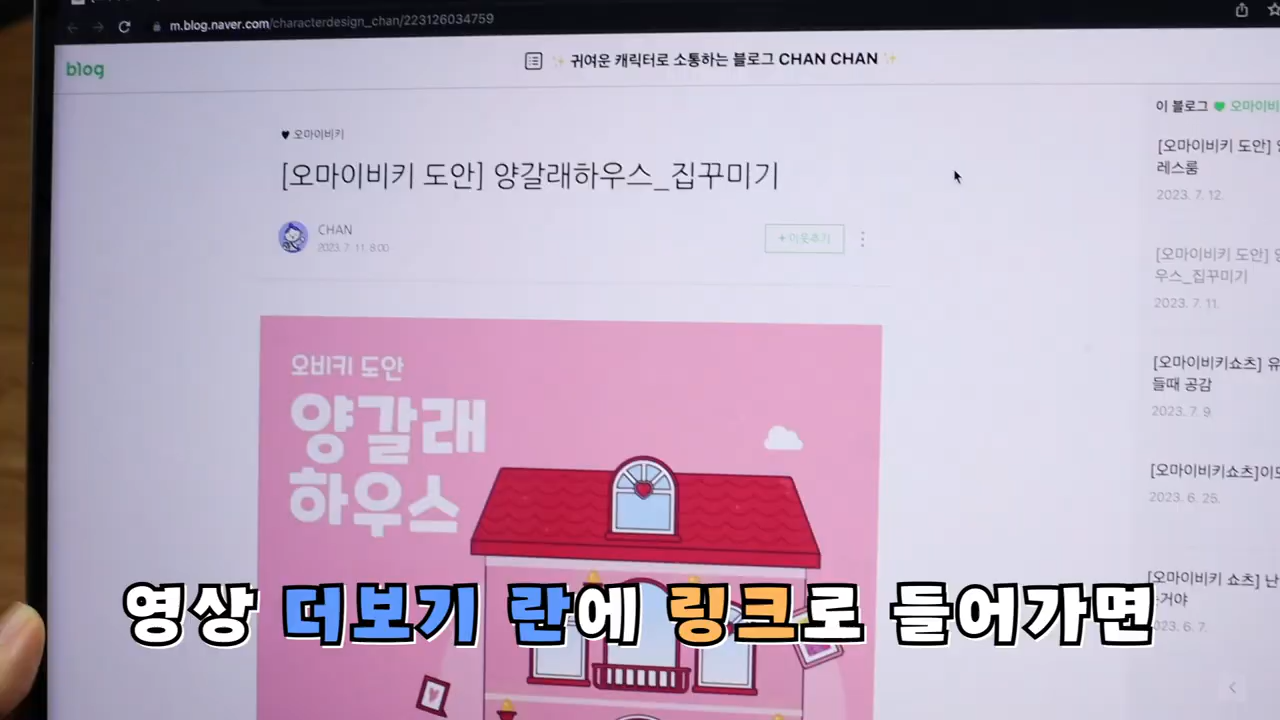 m.blog.naver.com/characterdesign_chan/223126034759
blog
✨ 귀여운 캐릭터로 소통하는 블로그 CHAN CHAN ✨
♥ 오마이비키
[오마이비키 도안] 양갈래하우스_집꾸미기
CHAN
2023. 7. 11. 8:00
+ 이웃추가
오비키 도안
양갈래
하우스
이 블로그 💚 오마이비
[오마이비키 도안]
레스룸
2023. 7. 12.
[오마이비키 도안]
우스_집꾸미기
2023. 7. 11.
[오마이비키쇼츠] 유
들때 공감
2023. 7. 9.
[오마이비키쇼츠]이드
2023. 6. 25.
[오마이비키 쇼츠] 난
거야
2023. 6. 7.
영상 더보기 란에 링크로 들어가면